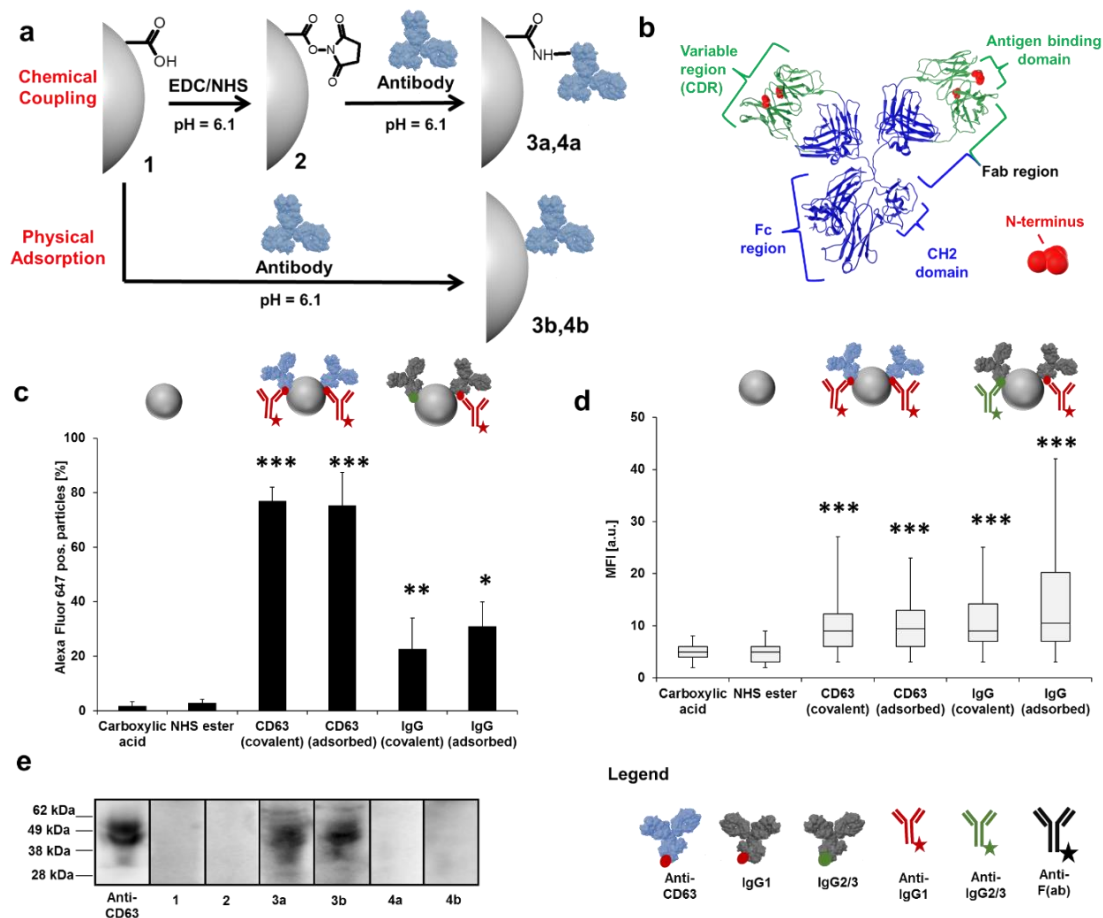 a
Chemical
Coupling
O
OH
1
EDC/NHS
pH = 6.1
O
O
N
O
O
2
Antibody
pH = 6.1
O
NH
3a,4a
Physical
Adsorption
Antibody
pH = 6.1
3b,4b
b
Variable
region
(CDR)
Antigen binding
domain
Fab region
Fc
region
CH2
domain
N-terminus
c
Alexa Fluor 647 pos. particles [%]
100
80
60
40
20
0
***
***
**
*
Carboxylic
acid
NHS ester
CD63
(covalent)
CD63
(adsorbed)
IgG
(covalent)
IgG
(adsorbed)
d
MFI [a.u.]
50
40
30
20
10
0
***
***
***
***
Carboxylic
acid
NHS ester
CD63
(covalent)
CD63
(adsorbed)
IgG
(covalent)
IgG
(adsorbed)
e
62 kDa
49 kDa
38 kDa
28 kDa
Anti-
CD63
1
2
3a
3b
4a
4b
Legend
Anti-
CD63
IgG1
IgG2/3
Anti-
IgG1
Anti-
IgG2/3
Anti-
F(ab)